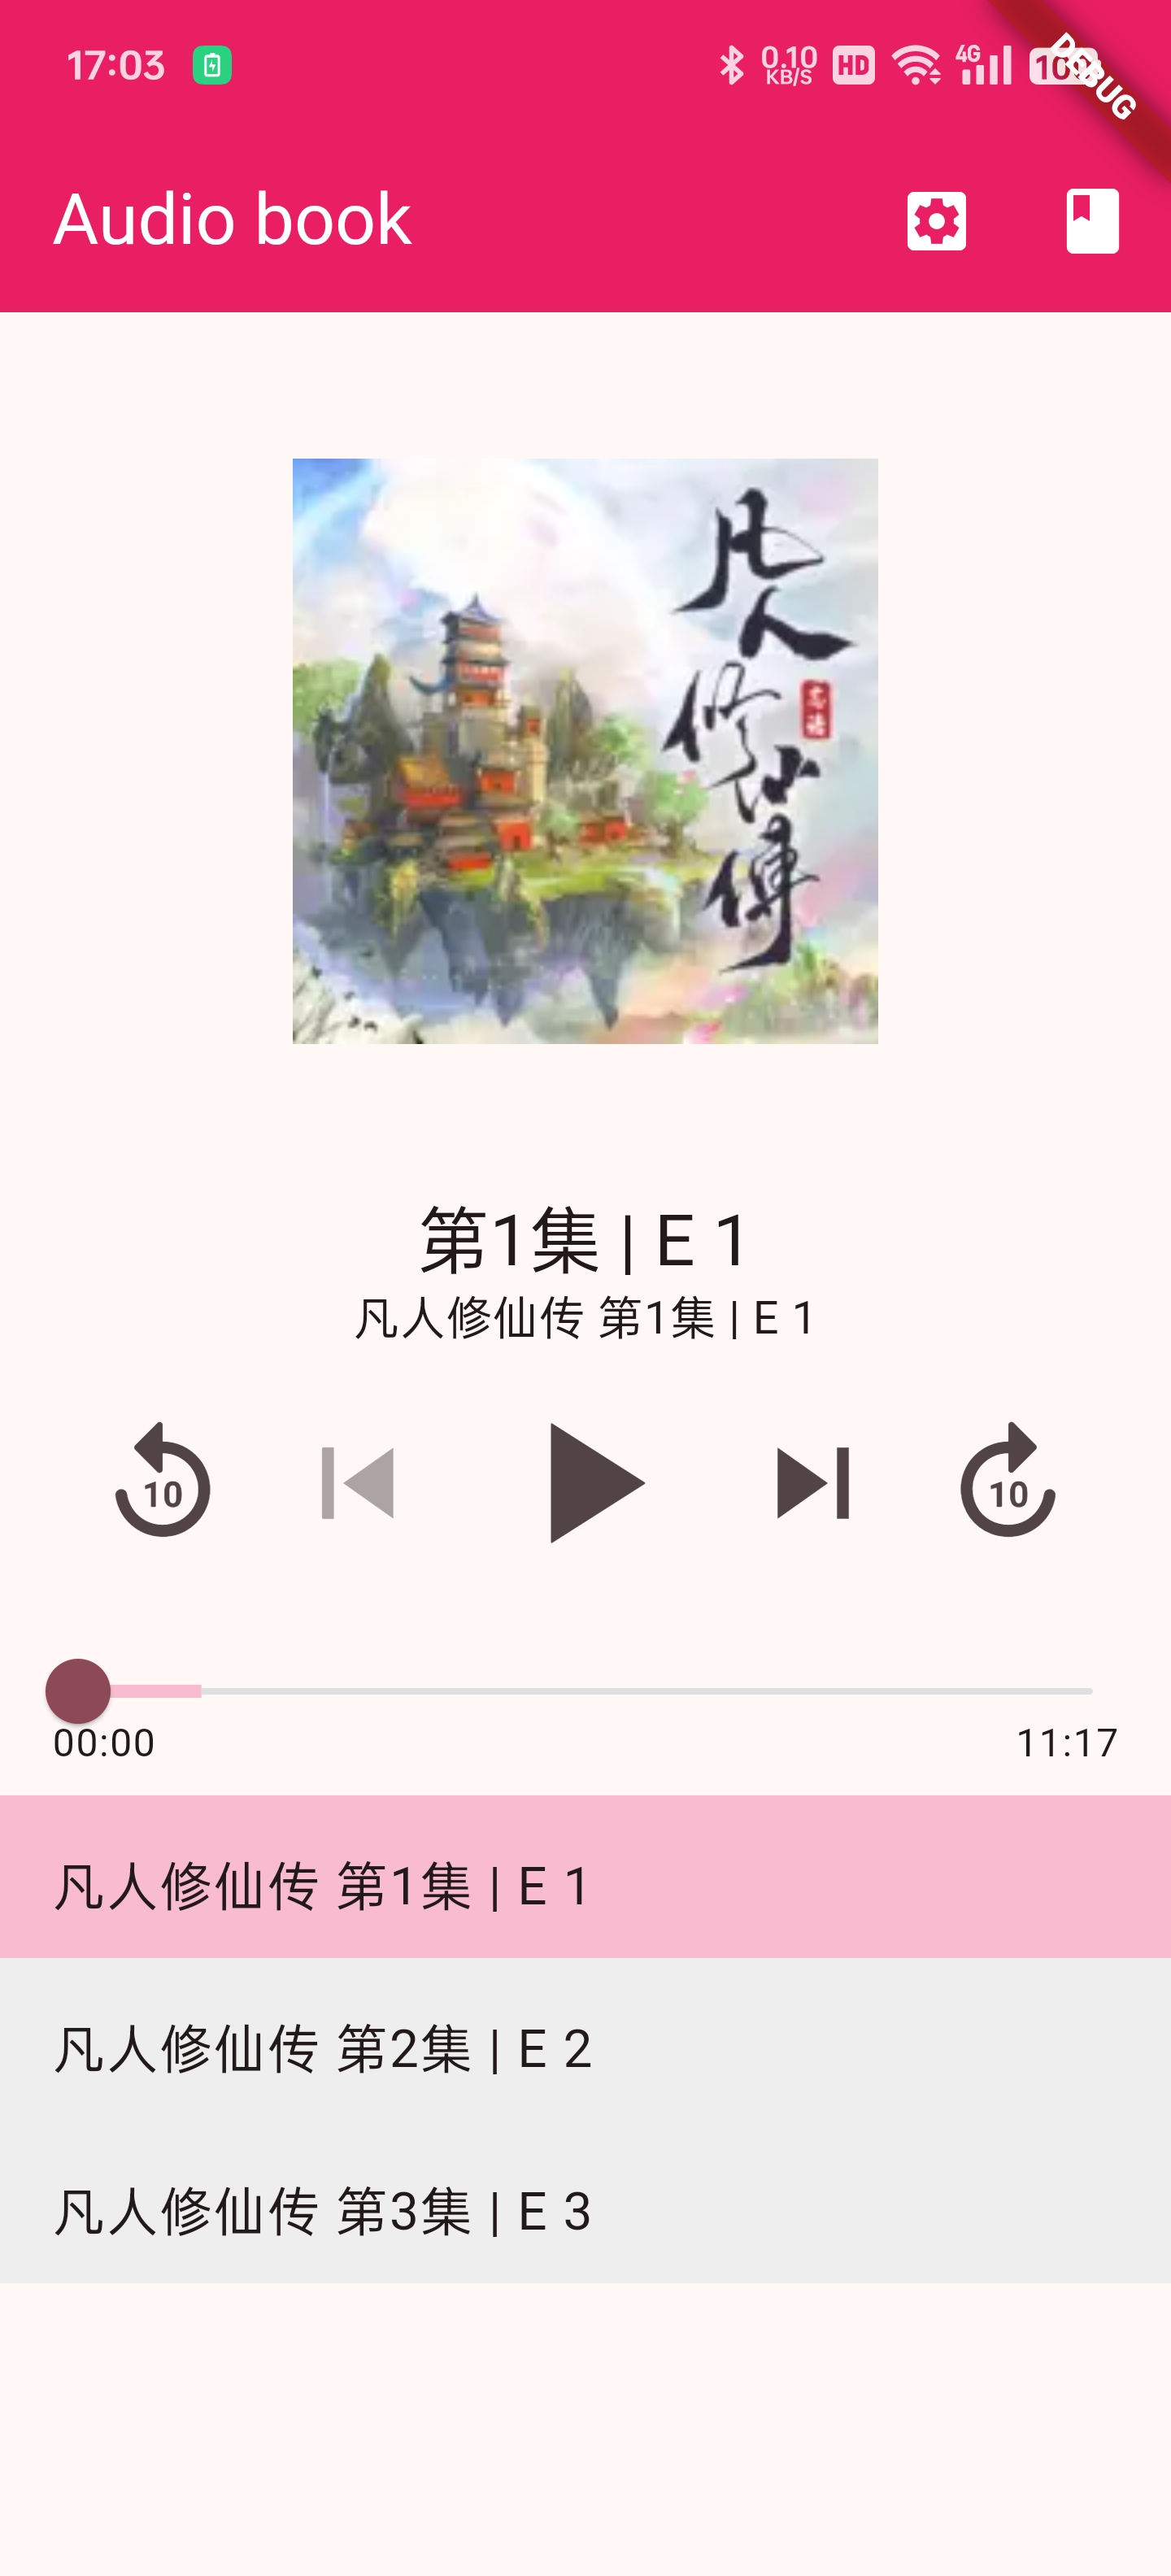 17:03
0.10
KB/S
HD
4G
DEBUG
Audio book
凡
人
修
仙
傳
忘
语
第1集 | E 1
凡人修仙传 第1集 | E 1
10
10
00:00
11:17
凡人修仙传 第1集 | E 1
凡人修仙传 第2集 | E 2
凡人修仙传 第3集 | E 3